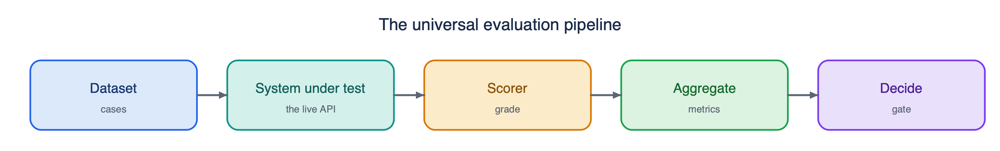 The universal evaluation pipeline
Dataset
cases
System under test
the live API
Scorer
grade
Aggregate
metrics
Decide
gate